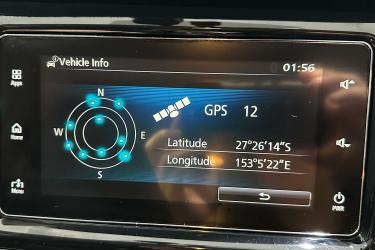 Vehicle Info
01:56
Apps
N
GPS 12
W
E
Home
Latitude 27°26'14"S
Longitude 153°5'22"E
S
Menu
PWR